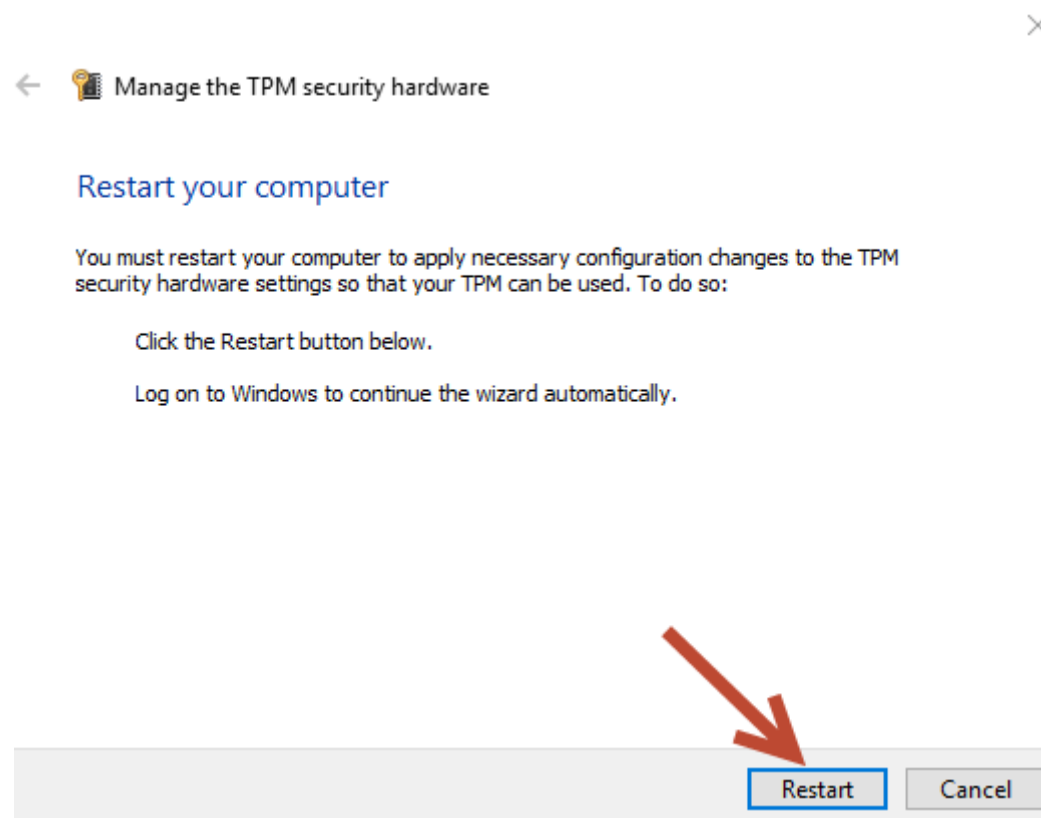 Manage the TPM security hardware
Restart your computer
You must restart your computer to apply necessary configuration changes to the TPM
security hardware settings so that your TPM can be used. To do so:
Click the Restart button below.
Log on to Windows to continue the wizard automatically.
Restart
Cancel